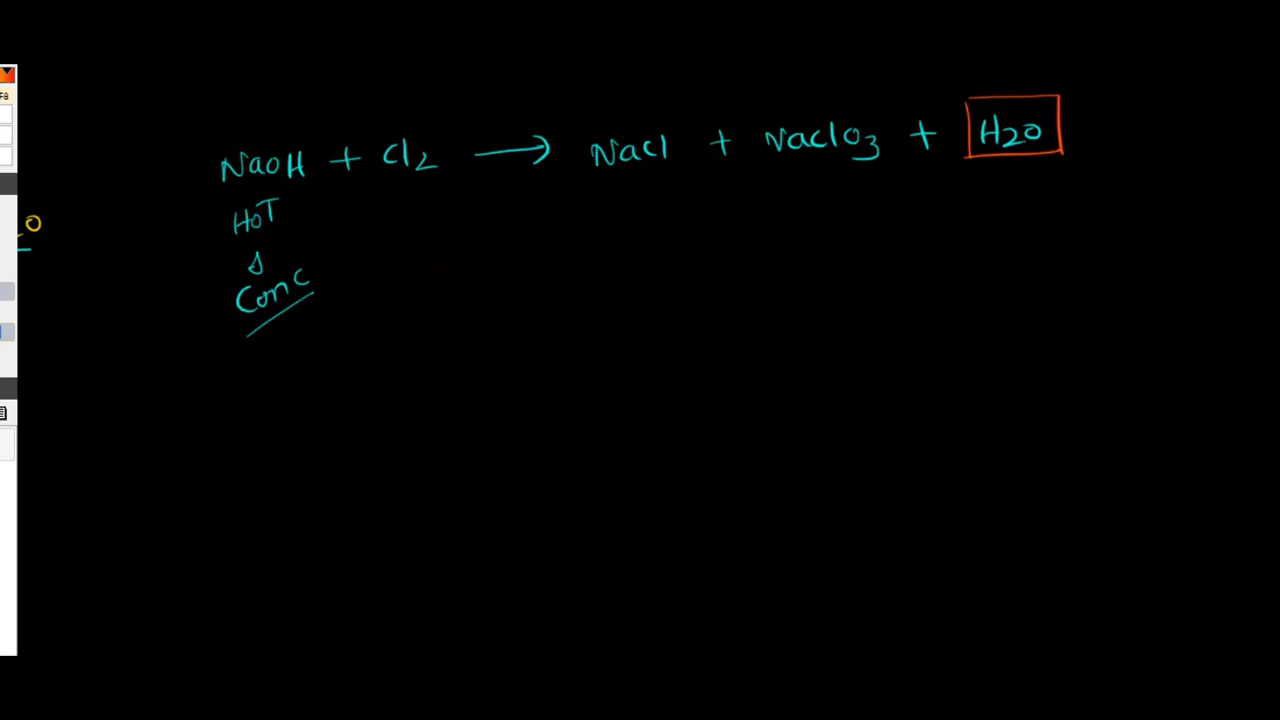 NaOH + Cl2 → NaCl + NaClO3 + H2O
HOT
Conc
O